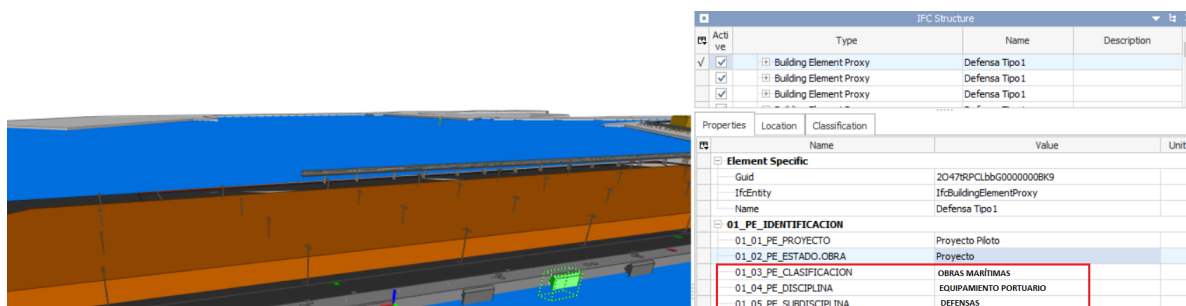 IFC Structure
Acti
ve
Type
Name
Description
Building Element Proxy
Defensa Tipo1
Building Element Proxy
Defensa Tipo1
Building Element Proxy
Defensa Tipo1
Properties
Location
Classification
Name
Value
Unit
Element Specific
Guid
2O47tRPCLbbG0000000BK9
IfcEntity
IfcBuildingElementProxy
Name
Defensa Tipo1
01_PE_IDENTIFICACION
01_01_PE_PROYECTO
Proyecto Piloto
01_02_PE_ESTADO.OBRA
Proyecto
01_03_PE_CLASIFICACION
OBRAS MARÍTIMAS
01_04_PE_DISCIPLINA
EQUIPAMIENTO PORTUARIO
01_05_PE_SUBDISCIPLINA
DEFENSAS